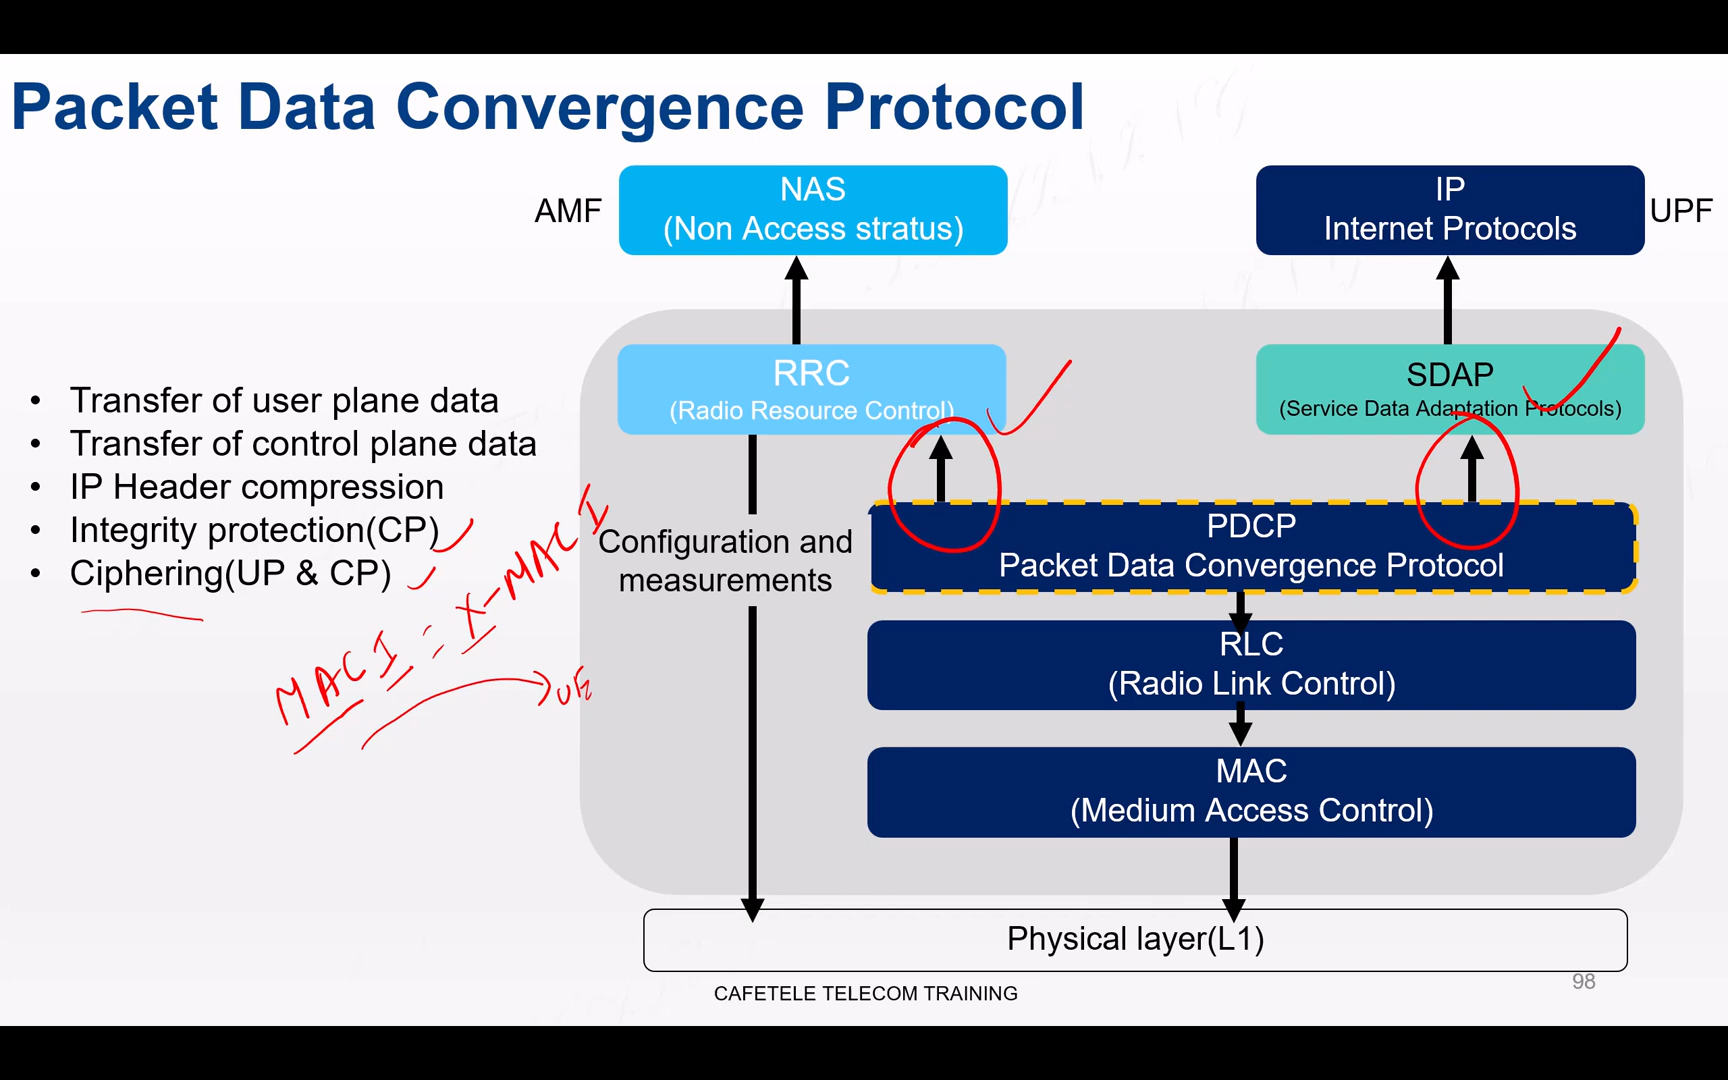 Packet Data Convergence Protocol
AMF
NAS
(Non Access stratus)
IP
Internet Protocols
UPF
RRC
(Radio Resource Control)
SDAP
(Service Data Adaptation Protocols)
• Transfer of user plane data
• Transfer of control plane data
• IP Header compression
• Integrity protection(CP)
• Ciphering(UP & CP)
MAC I = X-MAC I
UE
Configuration and
measurements
PDCP
Packet Data Convergence Protocol
RLC
(Radio Link Control)
MAC
(Medium Access Control)
Physical layer(L1)
98
CAFETELE TELECOM TRAINING